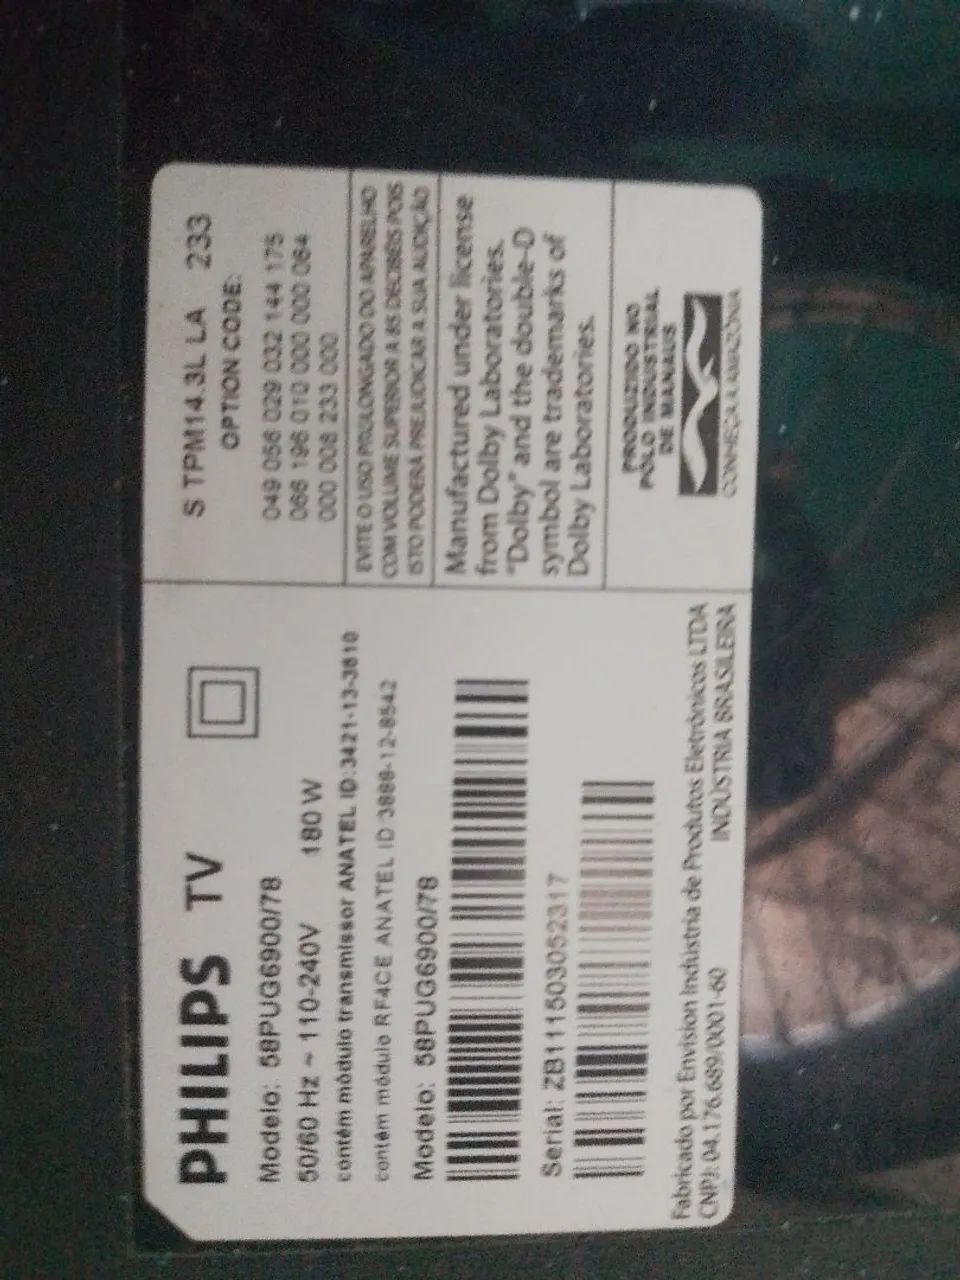 PHILIPS TV
Modelo: 58PUG6900/78
50/60 Hz ~ 110-240V 180 W
contém módulo transmissor ANATEL ID:3421-13-3610
contém módulo RF4CE ANATEL ID 3888-12-8542
Modelo: 58PUG6900/78
Serial: ZB111503052317
Fabricado por Envision Indústria de Produtos Eletrônicos LTDA
CNPJ: 04.176.689/0001-60 INDÚSTRIA BRASILEIRA
S TPM14.3L LA 233
OPTION CODE:
049 056 029 032 144 175
066 196 010 000 000 064
000 008 233 000
EVITE O USO PROLONGADO DO APARELHO
COM VOLUME SUPERIOR A 85 DECIBÉIS POIS
ISTO PODERÁ PREJUDICAR A SUA AUDIÇÃO
Manufactured under license
from Dolby Laboratories.
"Dolby" and the double-D
symbol are trademarks of
Dolby Laboratories.
PRODUZIDO NO
PÓLO INDUSTRIAL
DE MANAUS
CONHEÇA A AMAZÔNIA